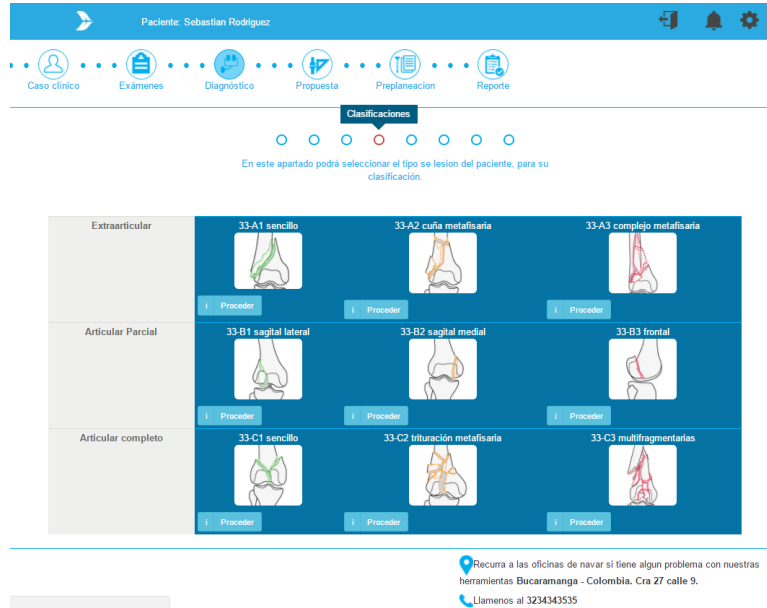 Paciente: Sebastian Rodriguez
Caso clínico Exámenes Diagnóstico Propuesta Preplaneacion Reporte
Clasificaciones
En este apartado podrá seleccionar el tipo se lesion del paciente, para su
clasificación.
Extraarticular 33-A1 sencillo 33-A2 cuña metafisaria 33-A3 complejo metafisaria
i Proceder i Proceder i Proceder
Articular Parcial 33-B1 sagital lateral 33-B2 sagital medial 33-B3 frontal
i Proceder i Proceder i Proceder
Articular completo 33-C1 sencillo 33-C2 trituración metafisaria 33-C3 multifragmentarias
i Proceder i Proceder i Proceder
Recurra a las oficinas de navar si tiene algun problema con nuestras
herramientas Bucaramanga - Colombia. Cra 27 calle 9.
Llamenos al 3234343535